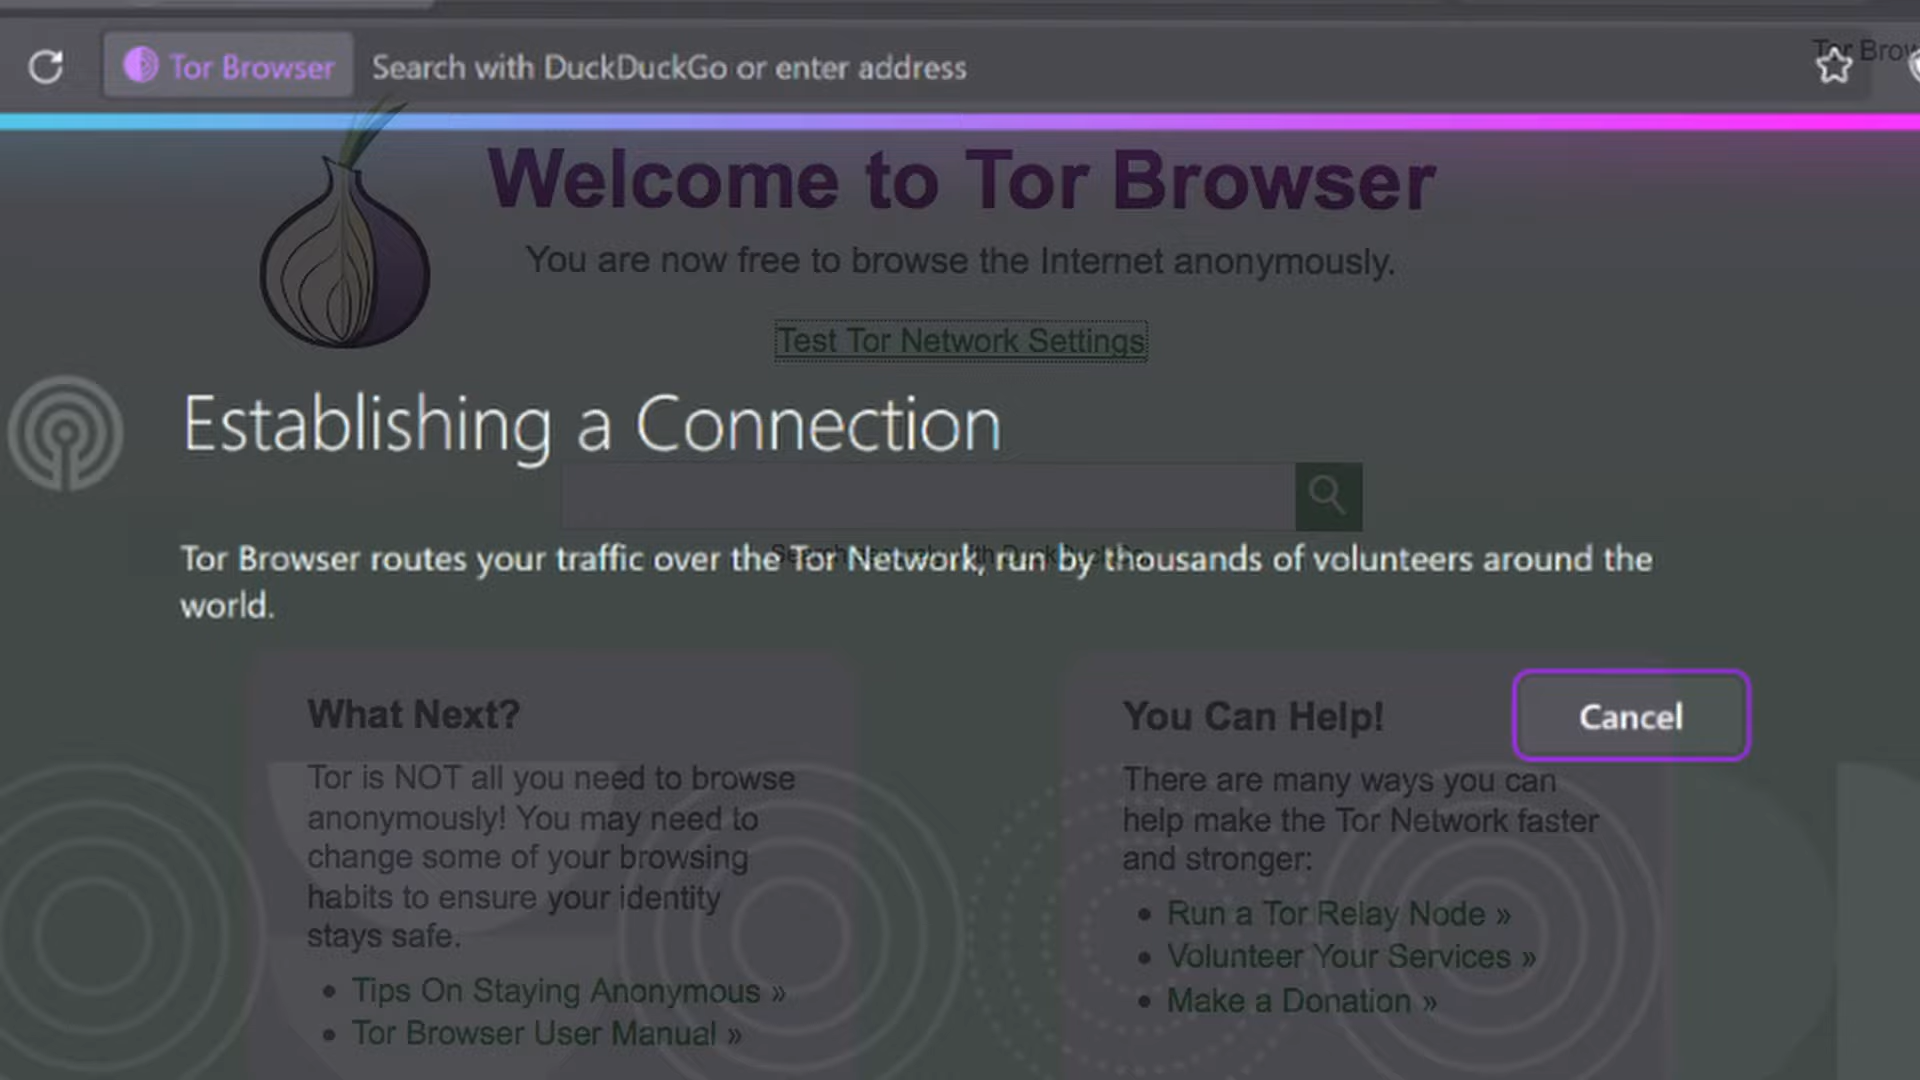 Tor Browser
Search with DuckDuckGo or enter address
Tor Brow
Welcome to Tor Browser
You are now free to browse the Internet anonymously.
Test Tor Network Settings
Establishing a Connection
Tor Browser routes your traffic over the Tor Network, run by thousands of volunteers around the
world.
What Next?
Tor is NOT all you need to browse
anonymously! You may need to
change some of your browsing
habits to ensure your identity
stays safe.
• Tips On Staying Anonymous »
• Tor Browser User Manual »
You Can Help!
Cancel
There are many ways you can
help make the Tor Network faster
and stronger:
• Run a Tor Relay Node »
• Volunteer Your Services »
• Make a Donation »